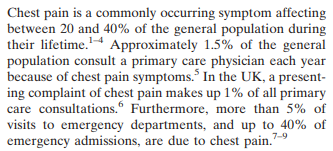 Chest pain is a commonly occurring symptom affecting
between 20 and 40% of the general population during
their lifetime.1–4 Approximately 1.5% of the general
population consult a primary care physician each year
because of chest pain symptoms.5 In the UK, a present-
ing complaint of chest pain makes up 1% of all primary
care consultations.6 Furthermore, more than 5% of
visits to emergency departments, and up to 40% of
emergency admissions, are due to chest pain.7–9